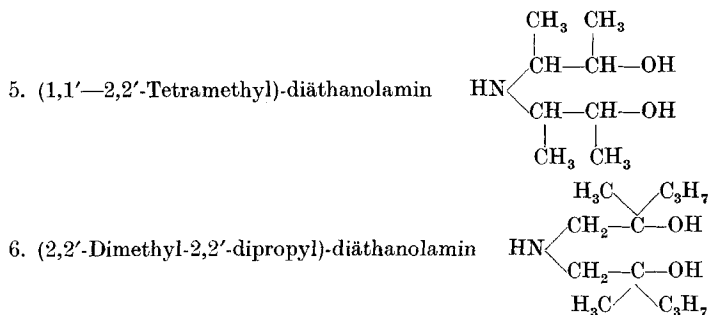 CH₃ CH₃
CH—CH—OH
5. (1,1′—2,2′-Tetramethyl)-diäthanolamin HN
CH—CH—OH
CH₃ CH₃
H₃C C₃H₇
CH₂—C—OH
6. (2,2′-Dimethyl-2,2′-dipropyl)-diäthanolamin HN
CH₂—C—OH
H₃C C₃H₇